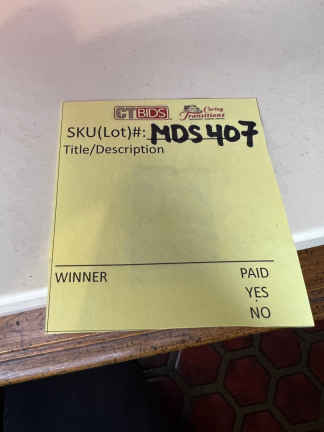 CTBIDS Caring Transitions
SKU(Lot)#: MDS407
Title/Description
WINNER PAID
YES
NO